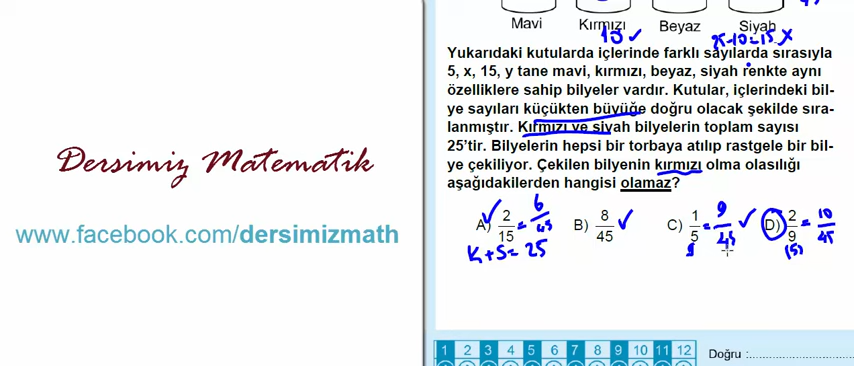 Mavi Kırmızı Beyaz Siyah
10 ✓ 25-10=15 X
Yukarıdaki kutularda içlerinde farklı sayılarda sırasıyla
5, x, 15, y tane mavi, kırmızı, beyaz, siyah renkte aynı
özelliklere sahip bilyeler vardır. Kutular, içlerindeki bil-
ye sayıları küçükten büyüğe doğru olacak şekilde sıra-
lanmıştır. Kırmızı ve siyah bilyelerin toplam sayısı
25'tir. Bilyelerin hepsi bir torbaya atılıp rastgele bir bil-
ye çekiliyor. Çekilen bilyenin kırmızı olma olasılığı
aşağıdakilerden hangisi olamaz?
A) 2/15 = 6/45 B) 8/45 ✓ C) 1/5 = 9/45 ✓ D) 2/9 = 10/45
K+S=25 9 (5)
Dersimiz Matematik
www.facebook.com/dersimizmath
1 2 3 4 5 6 7 8 9 10 11 12 Doğru :